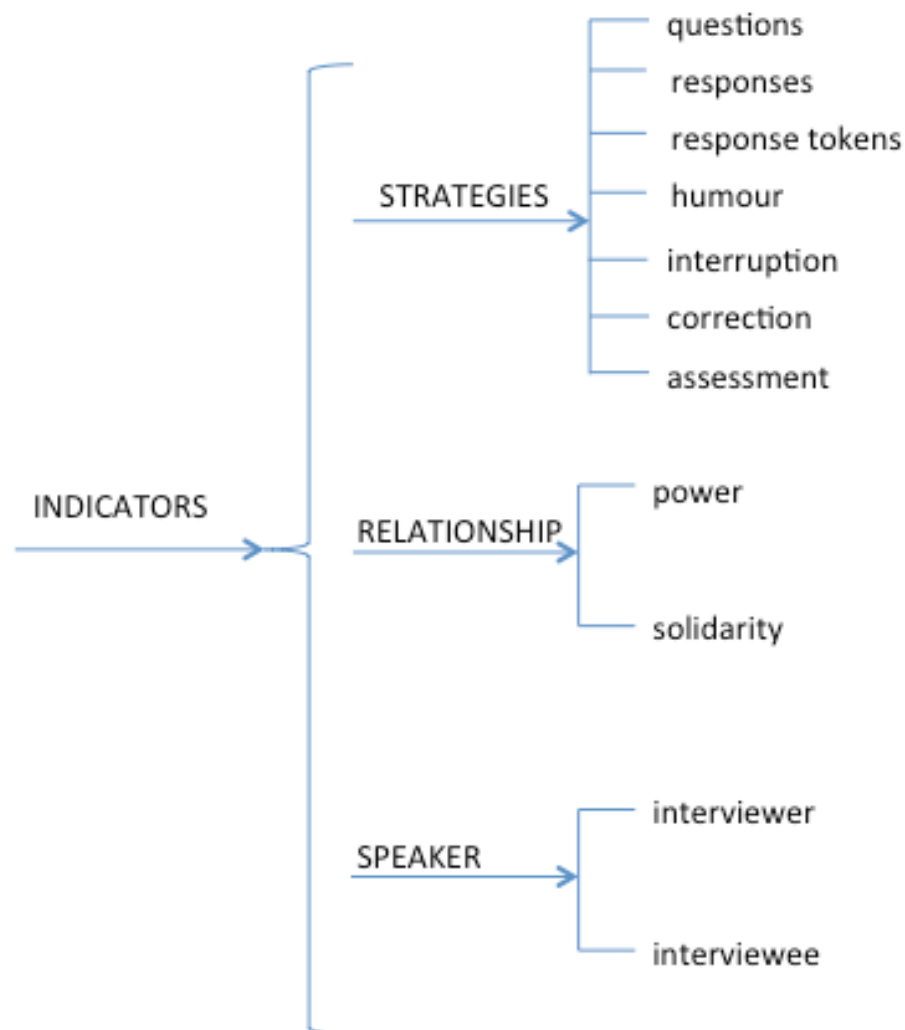 questions
responses
response tokens
STRATEGIES
humour
interruption
correction
assessment
INDICATORS
power
RELATIONSHIP
solidarity
interviewer
SPEAKER
interviewee